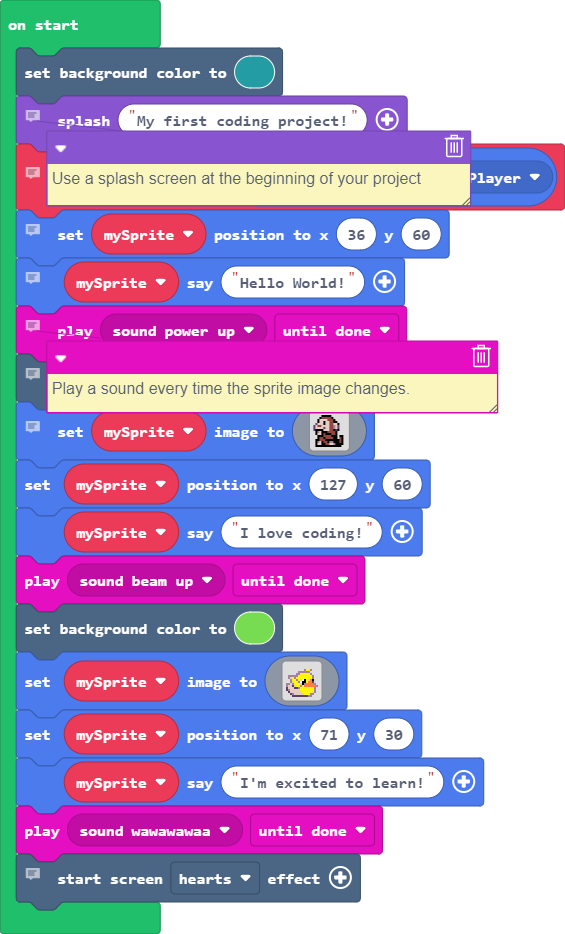 on start
set background color to
splash "My first coding project!"
Use a splash screen at the beginning of your project
Player
set mySprite position to x 36 y 60
mySprite say "Hello World!"
play sound power up until done
Play a sound every time the sprite image changes.
set mySprite image to
set mySprite position to x 127 y 60
mySprite say "I love coding!"
play sound beam up until done
set background color to
set mySprite image to
set mySprite position to x 71 y 30
mySprite say "I'm excited to learn!"
play sound wawawawaa until done
start screen hearts effect